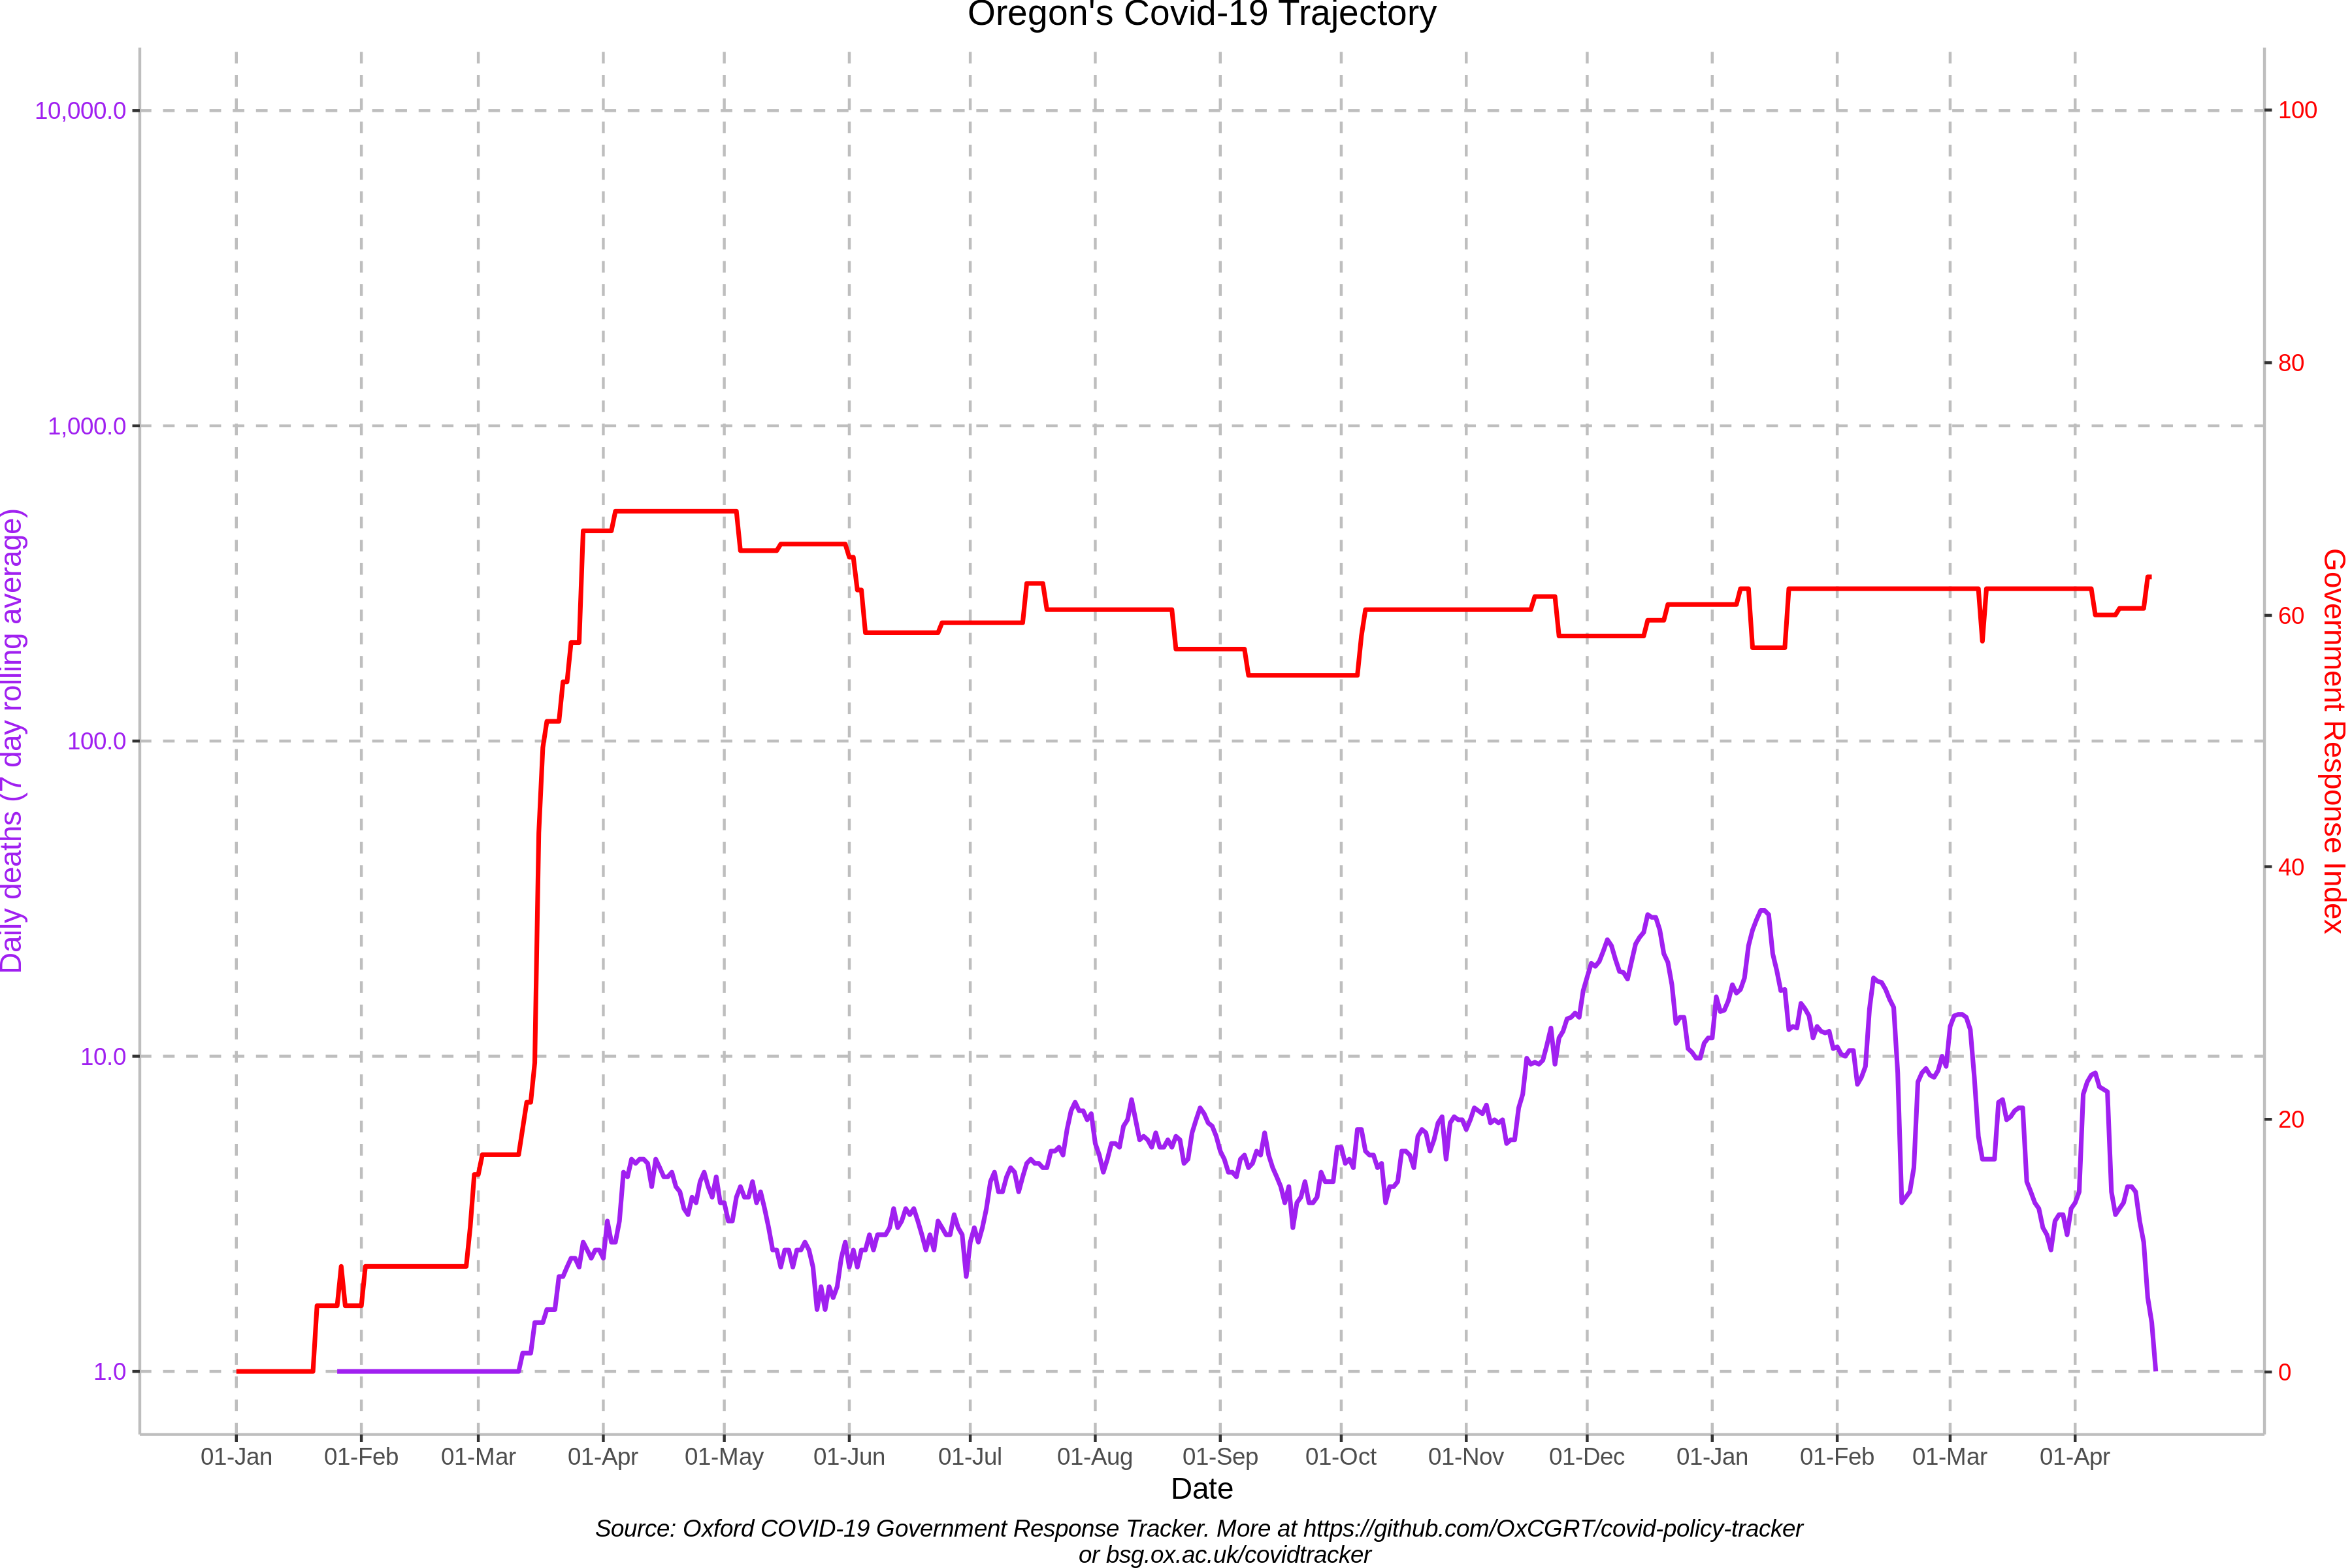 Oregon's Covid-19 Trajectory
10,000.0
1,000.0
100.0
10.0
1.0
Daily deaths (7 day rolling average)
100
80
60
40
20
0
Government Response Index
01-Jan
01-Feb
01-Mar
01-Apr
01-May
01-Jun
01-Jul
01-Aug
01-Sep
01-Oct
01-Nov
01-Dec
01-Jan
01-Feb
01-Mar
01-Apr
Date
Source: Oxford COVID-19 Government Response Tracker. More at https://github.com/OxCGRT/covid-policy-tracker
or bsg.ox.ac.uk/covidtracker